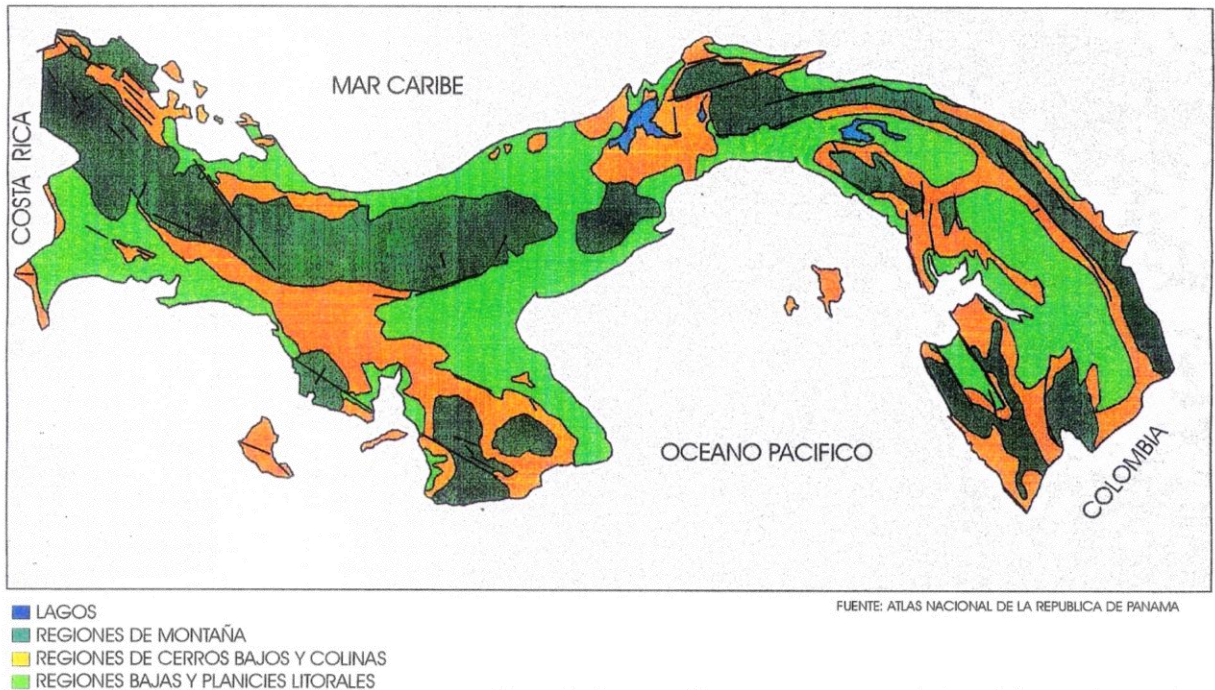 MAR CARIBE
COSTA RICA
OCEANO PACIFICO
COLOMBIA
FUENTE: ATLAS NACIONAL DE LA REPUBLICA DE PANAMA
LAGOS
REGIONES DE MONTAÑA
REGIONES DE CERROS BAJOS Y COLINAS
REGIONES BAJAS Y PLANICIES LITORALES